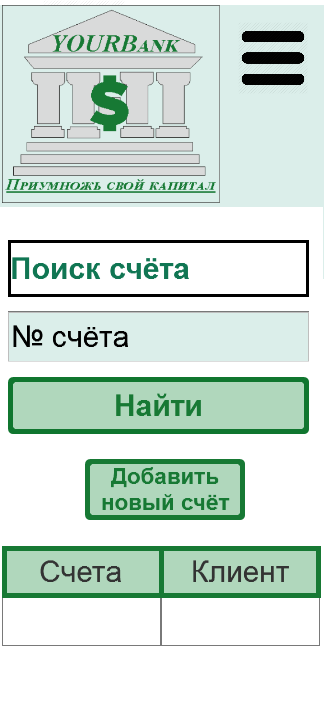 YOURBANK
$
Приумножь свой капитал
Поиск счёта
№ счёта
Найти
Добавить
новый счёт
Счета Клиент